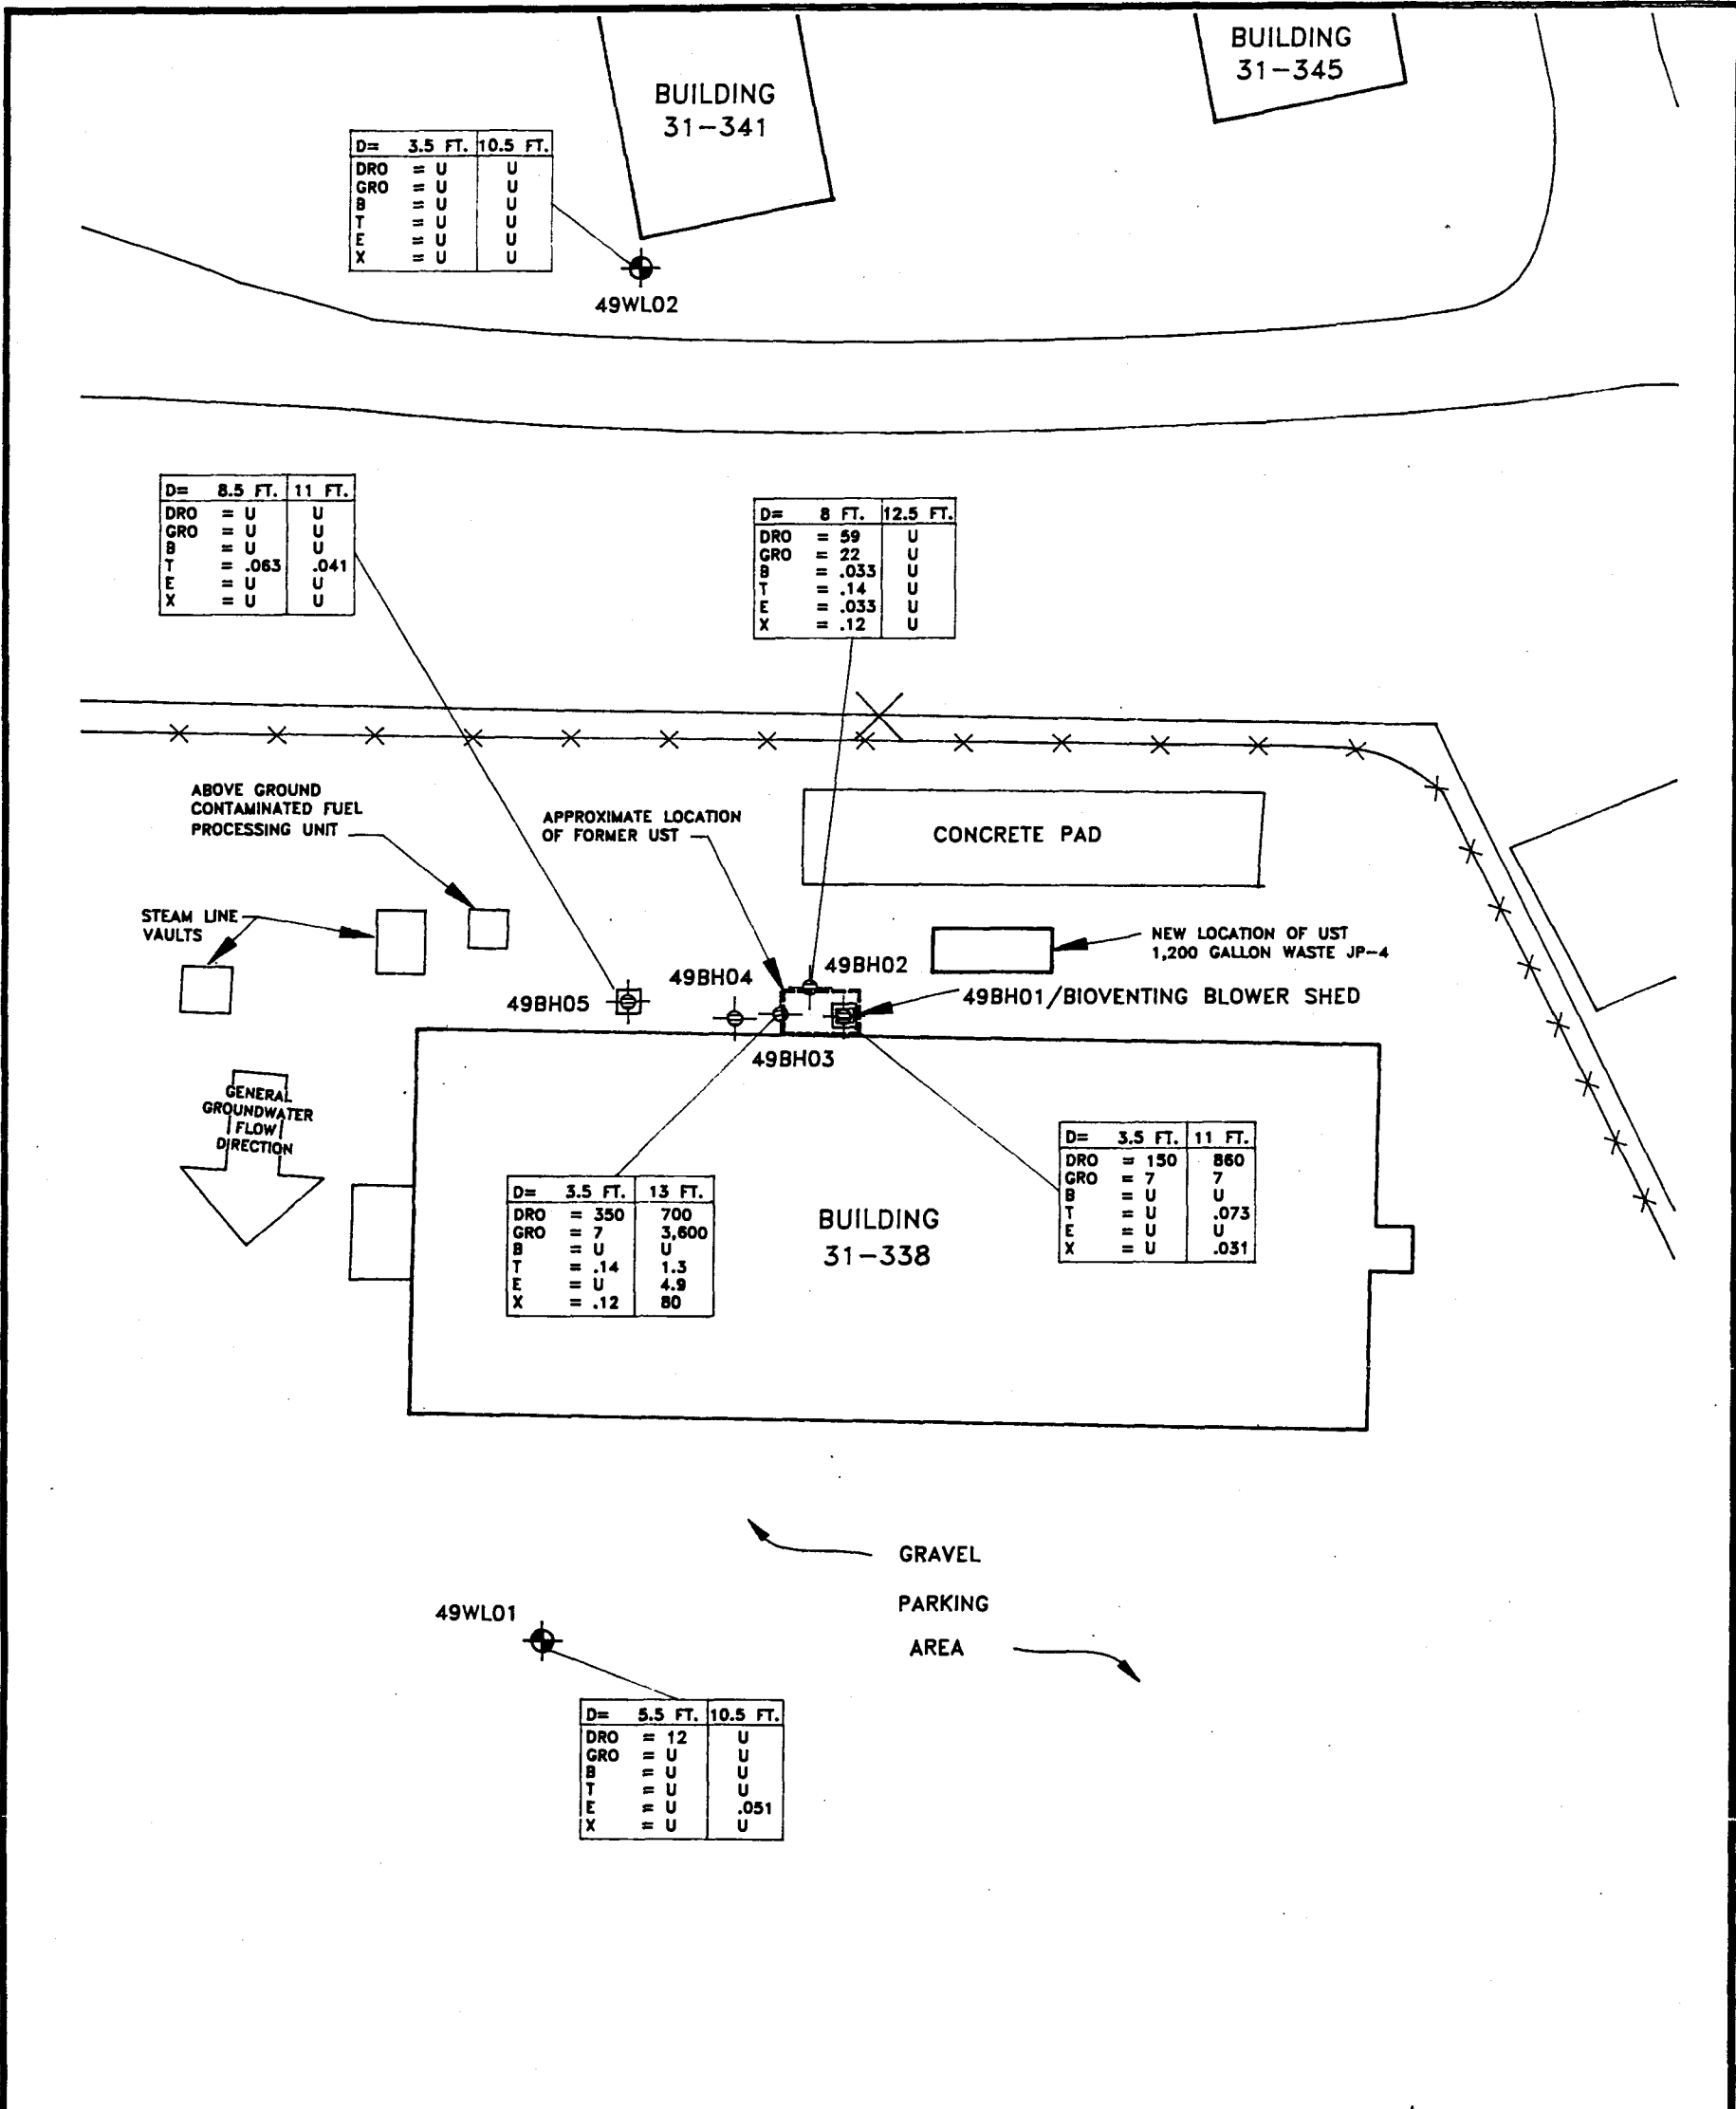 BUILDING
31-345
BUILDING
31-341
D= 3.5 FT. 10.5 FT.
DRO = U U
GRO = U U
B = U U
T = U U
E = U U
X = U U
49WL02
D= 8.5 FT. 11 FT.
DRO = U U
GRO = U U
B = U U
T = .063 .041
E = U U
X = U U
D= 8 FT. 12.5 FT.
DRO = 59 U
GRO = 22 U
B = .033 U
T = .14 U
E = .033 U
X = .12 U
ABOVE GROUND
CONTAMINATED FUEL
PROCESSING UNIT
APPROXIMATE LOCATION
OF FORMER UST
CONCRETE PAD
STEAM LINE
VAULTS
NEW LOCATION OF UST
1,200 GALLON WASTE JP-4
49BH02
49BH04
49BH05
49BH01/BIOVENTING BLOWER SHED
49BH03
GENERAL
GROUNDWATER
FLOW
DIRECTION
D= 3.5 FT. 11 FT.
DRO = 150 860
GRO = 7 7
B = U U
T = U .073
E = U U
X = U .031
D= 3.5 FT. 13 FT.
DRO = 350 700
GRO = 7 3,600
B = U U
T = .14 1.3
E = U 4.9
X = .12 80
BUILDING
31-338
GRAVEL
PARKING
AREA
49WL01
D= 5.5 FT. 10.5 FT.
DRO = 12 U
GRO = U U
B = U U
T = U U
E = U .051
X = U U